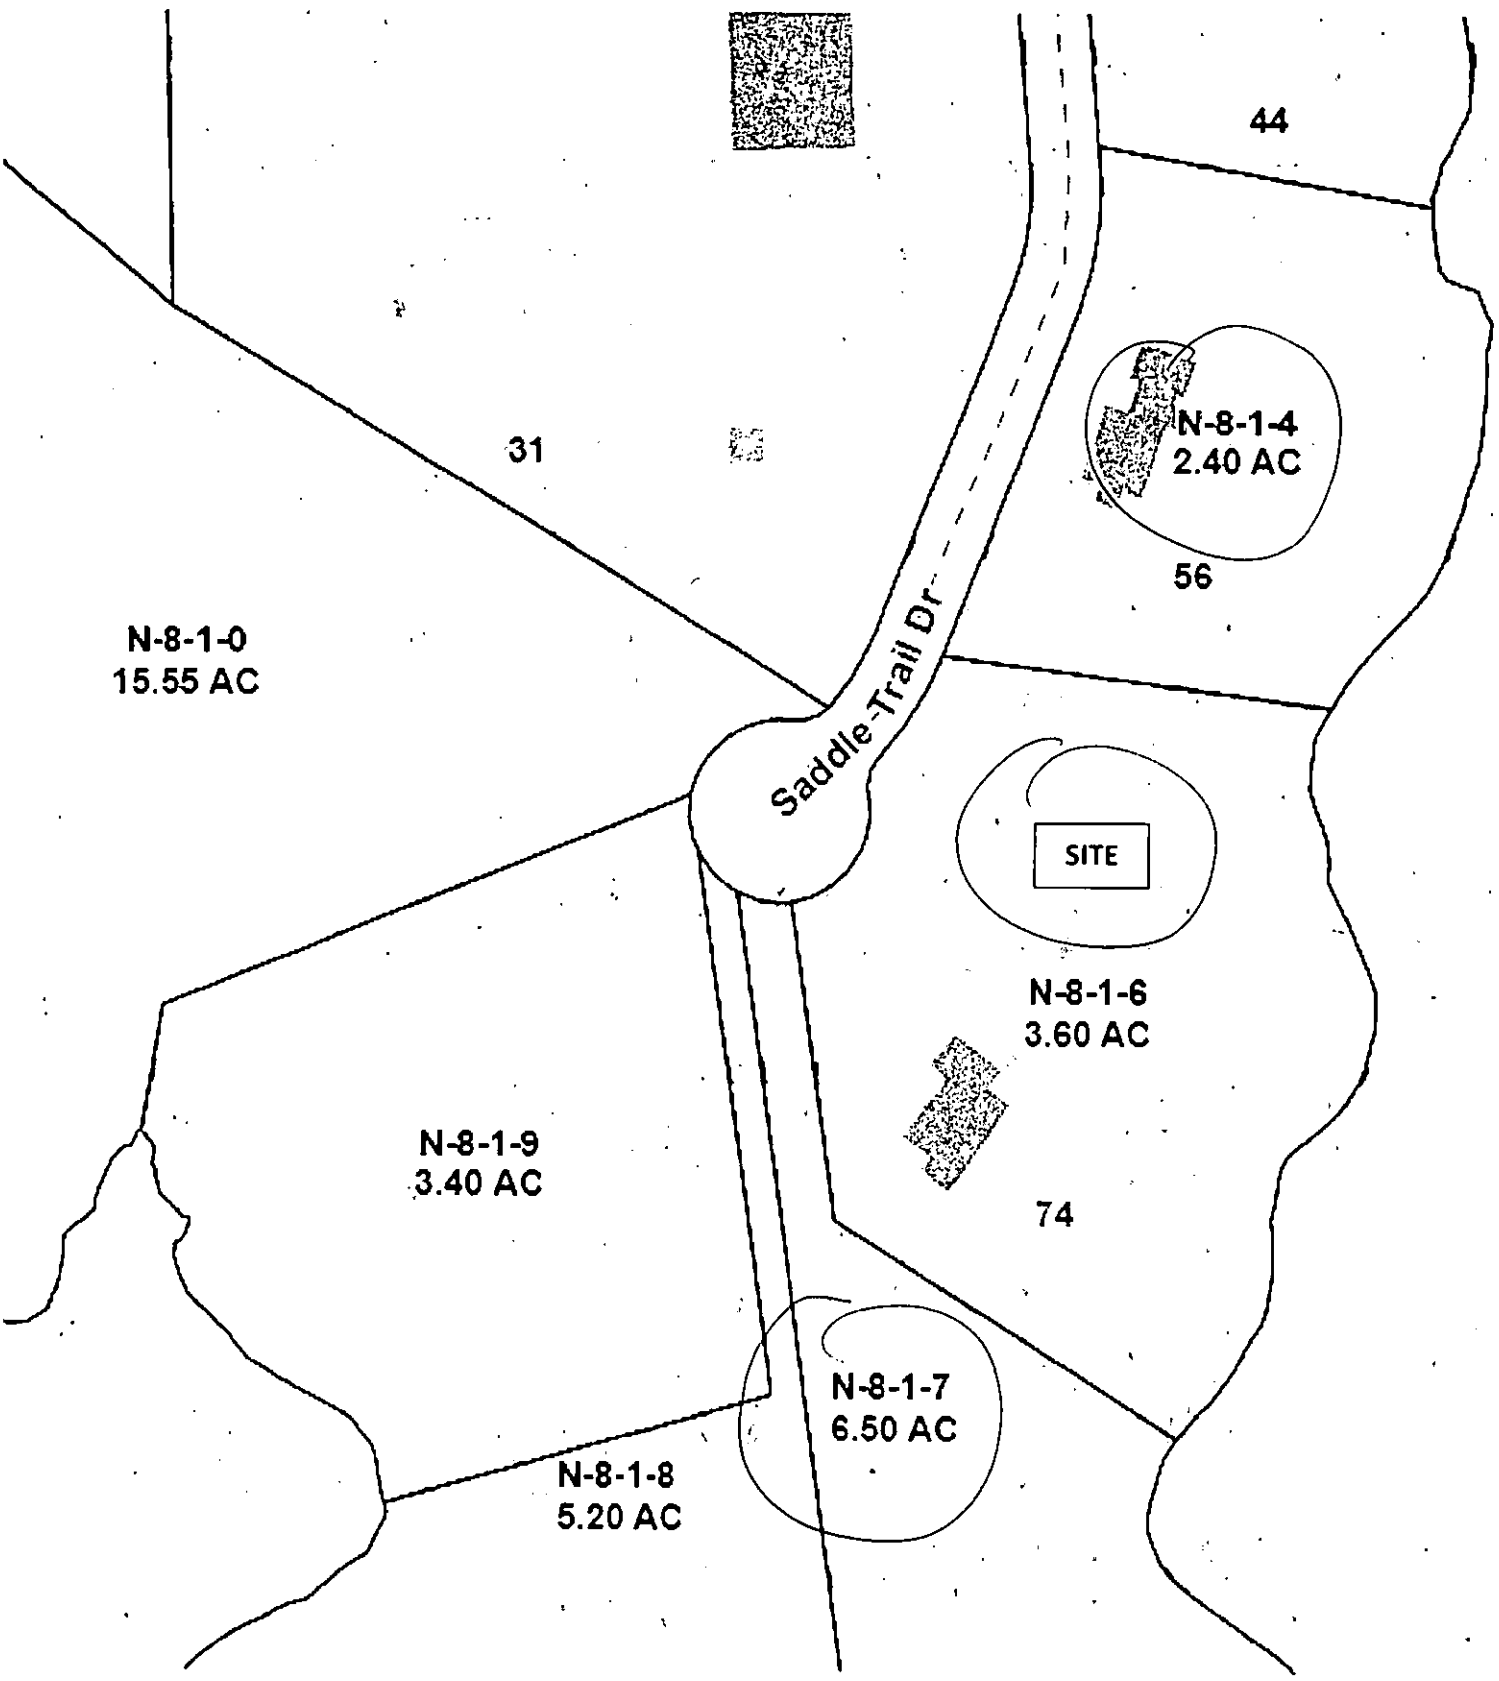 44
N-8-1-4
2.40 AC
31
56
N-8-1-0
15.55 AC
Saddle-Trail Dr
SITE
N-8-1-6
3.60 AC
N-8-1-9
3.40 AC
74
N-8-1-7
6.50 AC
N-8-1-8
5.20 AC